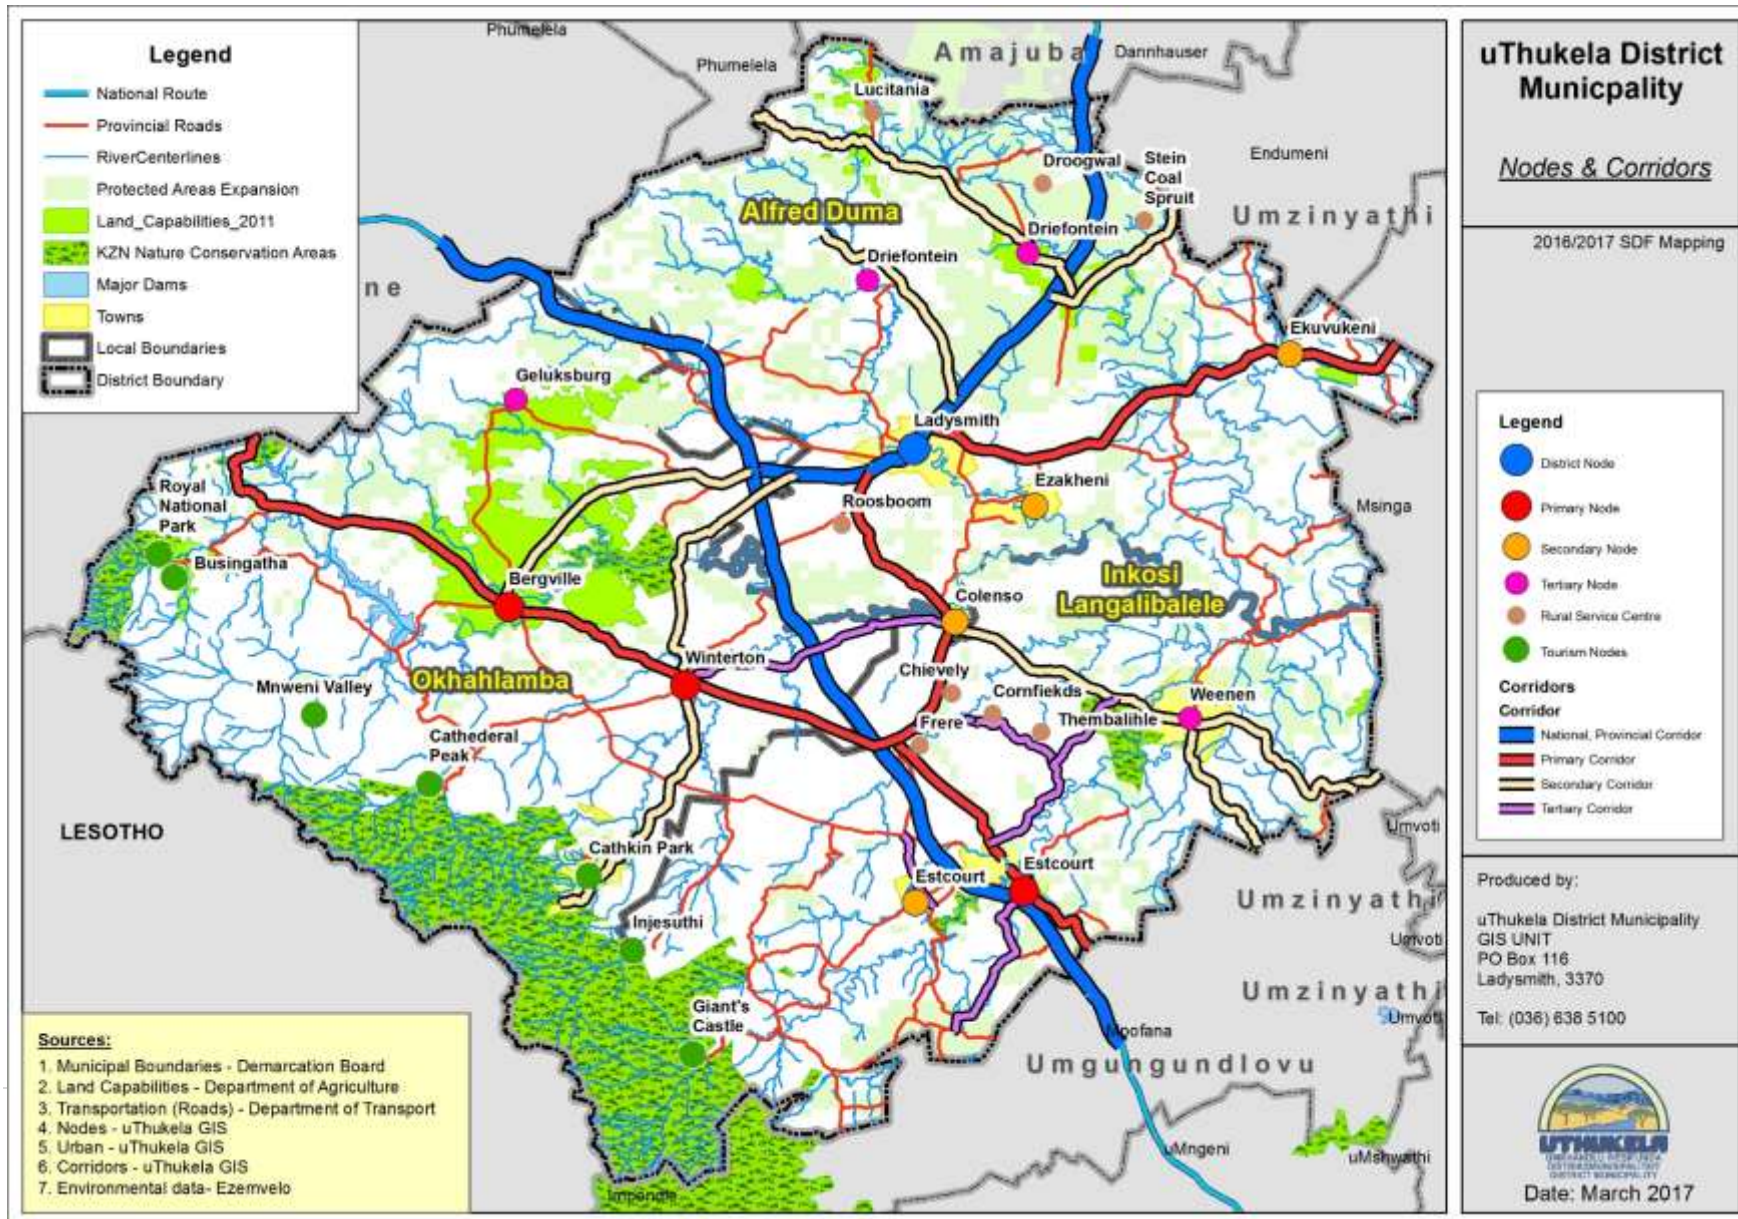 Legend
National Route
Provincial Roads
RiverCenterlines
Protected Areas Expansion
Land_Capabilities_2011
KZN Nature Conservation Areas
Major Dams
Towns
Local Boundaries
District Boundary
Phumelela
Phumelela
Amajuba
Dannhauser
Endumeni
Umzinyathi
ne
Lucitania
Droogwal
Stein
Coal
Spruit
Alfred Duma
Driefontein
Driefontein
Ekuvukeni
Geluksburg
Ladysmith
Ezakheni
Roosboom
Msinga
Royal
National
Park
Busingatha
Bergville
Inkosi
Langalibalele
Colenso
Winterton
Okhahlamba
Chievely
Cornfiekds
Weenen
Mnweni Valley
Frere
Thembalihle
Cathederal
Peak
LESOTHO
Cathkin Park
Estcourt
Estcourt
Injesuthi
Giant's
Castle
Umvoti
Umzinyathi
Umvoti
Umzinyathi
Umvoti
Moofana
Umgungundlovu
uMngeni
uMshwathi
Impendle
Sources:
1. Municipal Boundaries - Demarcation Board
2. Land Capabilities - Department of Agriculture
3. Transportation (Roads) - Department of Transport
4. Nodes - uThukela GIS
5. Urban - uThukela GIS
6. Corridors - uThukela GIS
7. Environmental data- Ezemvelo
uThukela District
Municpality
Nodes & Corridors
2016/2017 SDF Mapping
Legend
District Node
Primary Node
Secondary Node
Tertiary Node
Rural Service Centre
Tourism Nodes
Corridors
Corridor
National, Provincial Corridor
Primary Corridor
Secondary Corridor
Tertiary Corridor
Produced by:
uThukela District Municipality
GIS UNIT
PO Box 116
Ladysmith, 3370
Tel: (036) 638 5100
UTHUKELA
DISTRICT MUNICIPALITY
Date: March 2017